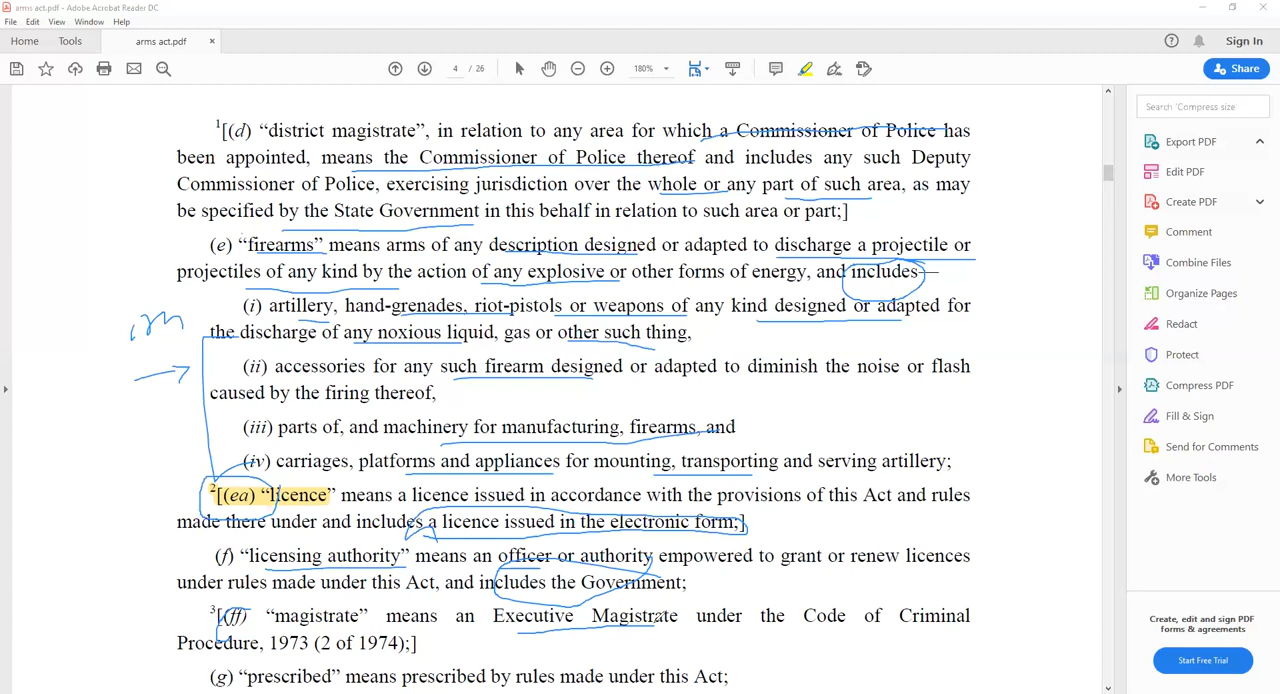 arms act.pdf - Adobe Acrobat Reader DC
File Edit View Window Help
Home Tools arms act.pdf × Sign In
4 / 26 180% Share
1[(d) “district magistrate”, in relation to any area for which a Commissioner of Police has
been appointed, means the Commissioner of Police thereof and includes any such Deputy
Commissioner of Police, exercising jurisdiction over the whole or any part of such area, as may
be specified by the State Government in this behalf in relation to such area or part;]
(e) “firearms” means arms of any description designed or adapted to discharge a projectile or
projectiles of any kind by the action of any explosive or other forms of energy, and includes—
(i) artillery, hand-grenades, riot-pistols or weapons of any kind designed or adapted for
the discharge of any noxious liquid, gas or other such thing,
(ii) accessories for any such firearm designed or adapted to diminish the noise or flash
caused by the firing thereof,
(iii) parts of, and machinery for manufacturing, firearms, and
(iv) carriages, platforms and appliances for mounting, transporting and serving artillery;
2[(ea) “licence” means a licence issued in accordance with the provisions of this Act and rules
made there under and includes a licence issued in the electronic form;]
(f) “licensing authority” means an officer or authority empowered to grant or renew licences
under rules made under this Act, and includes the Government;
3[(ff) “magistrate” means an Executive Magistrate under the Code of Criminal
Procedure, 1973 (2 of 1974);]
(g) “prescribed” means prescribed by rules made under this Act;
Search 'Compress size'
Export PDF
Edit PDF
Create PDF
Comment
Combine Files
Organize Pages
Redact
Protect
Compress PDF
Fill & Sign
Send for Comments
More Tools
Create, edit and sign PDF
forms & agreements
Start Free Trial